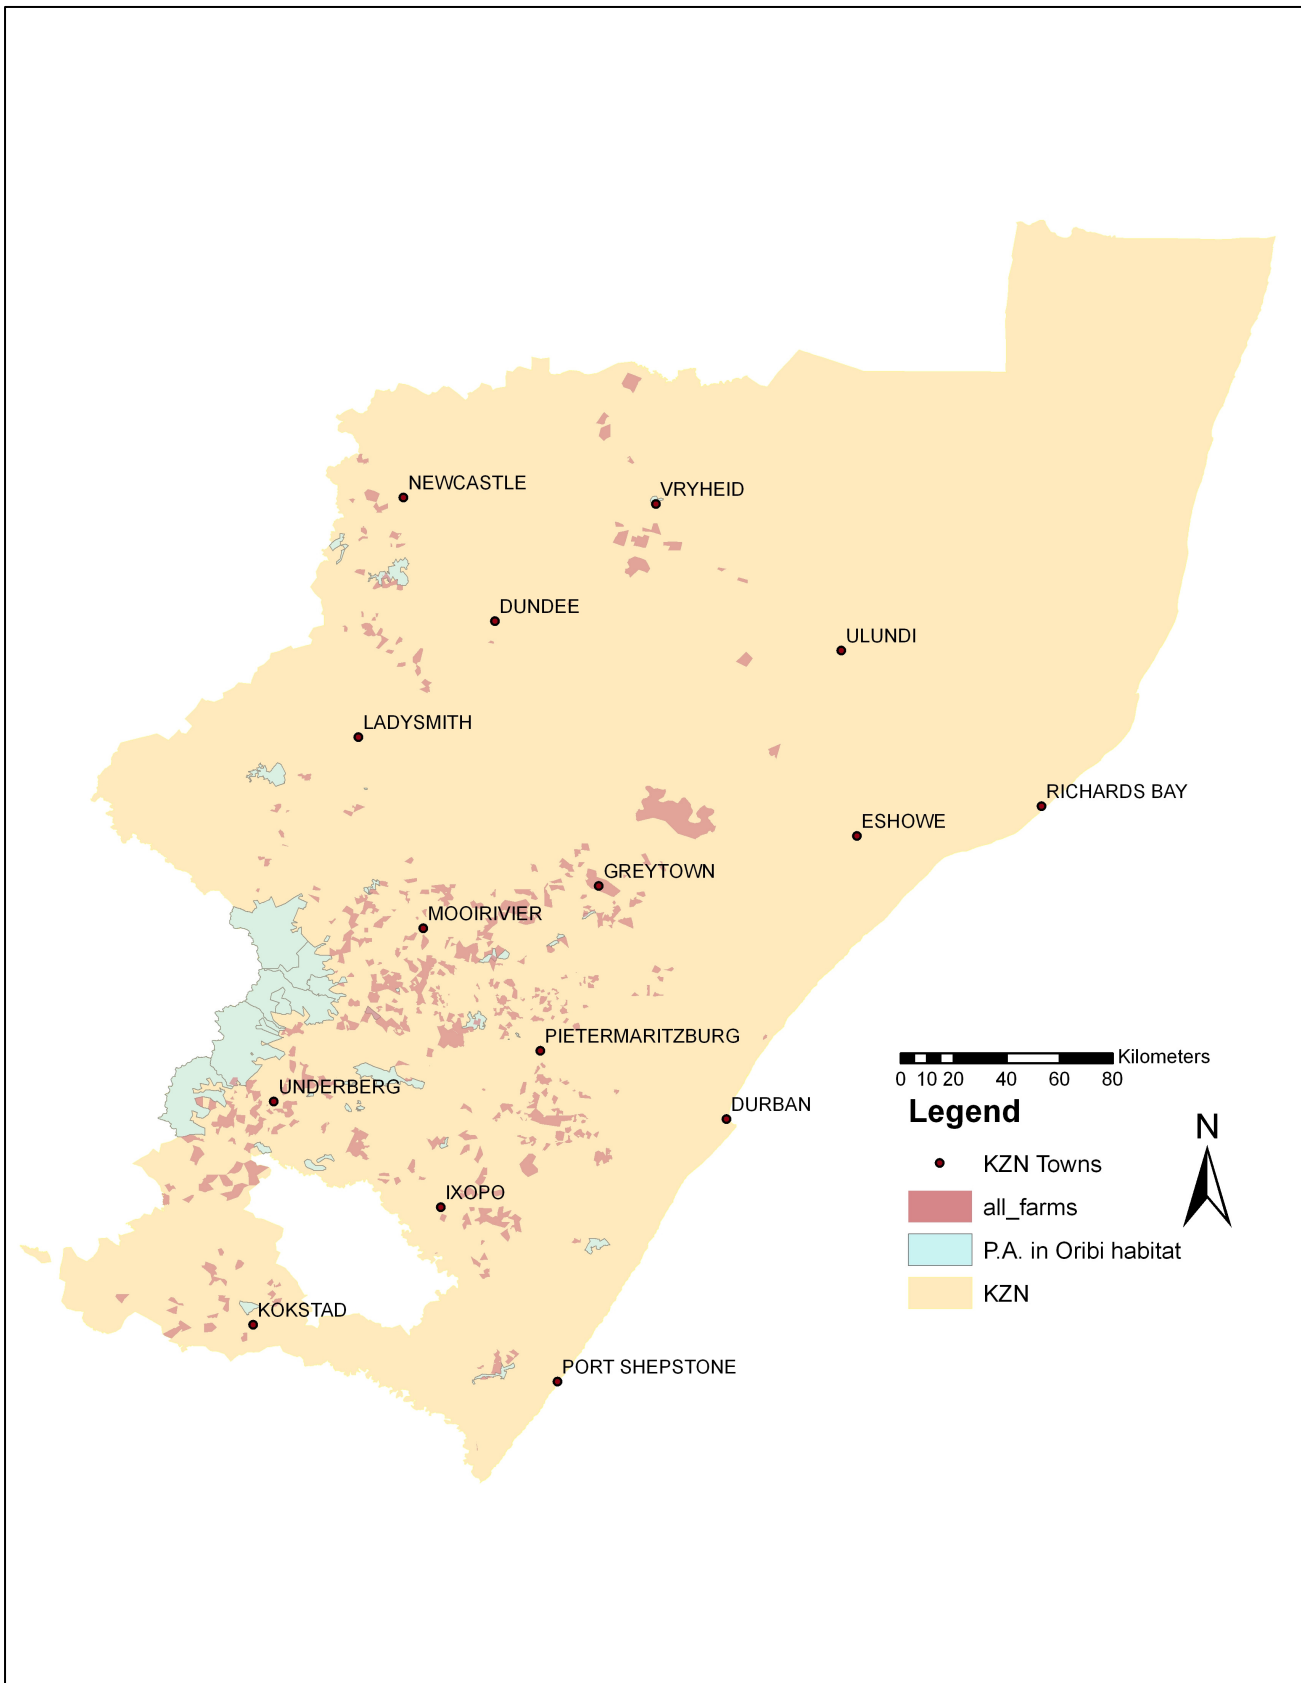 NEWCASTLE
VRYHEID
DUNDEE
ULUNDI
LADYSMITH
RICHARDS BAY
ESHOWE
GREYTOWN
MOOIRIVIER
PIETERMARITZBURG
UNDERBERG
DURBAN
IXOPO
KOKSTAD
PORT SHEPSTONE
Kilometers
0 10 20 40 60 80
Legend
N
KZN Towns
all_farms
P.A. in Oribi habitat
KZN